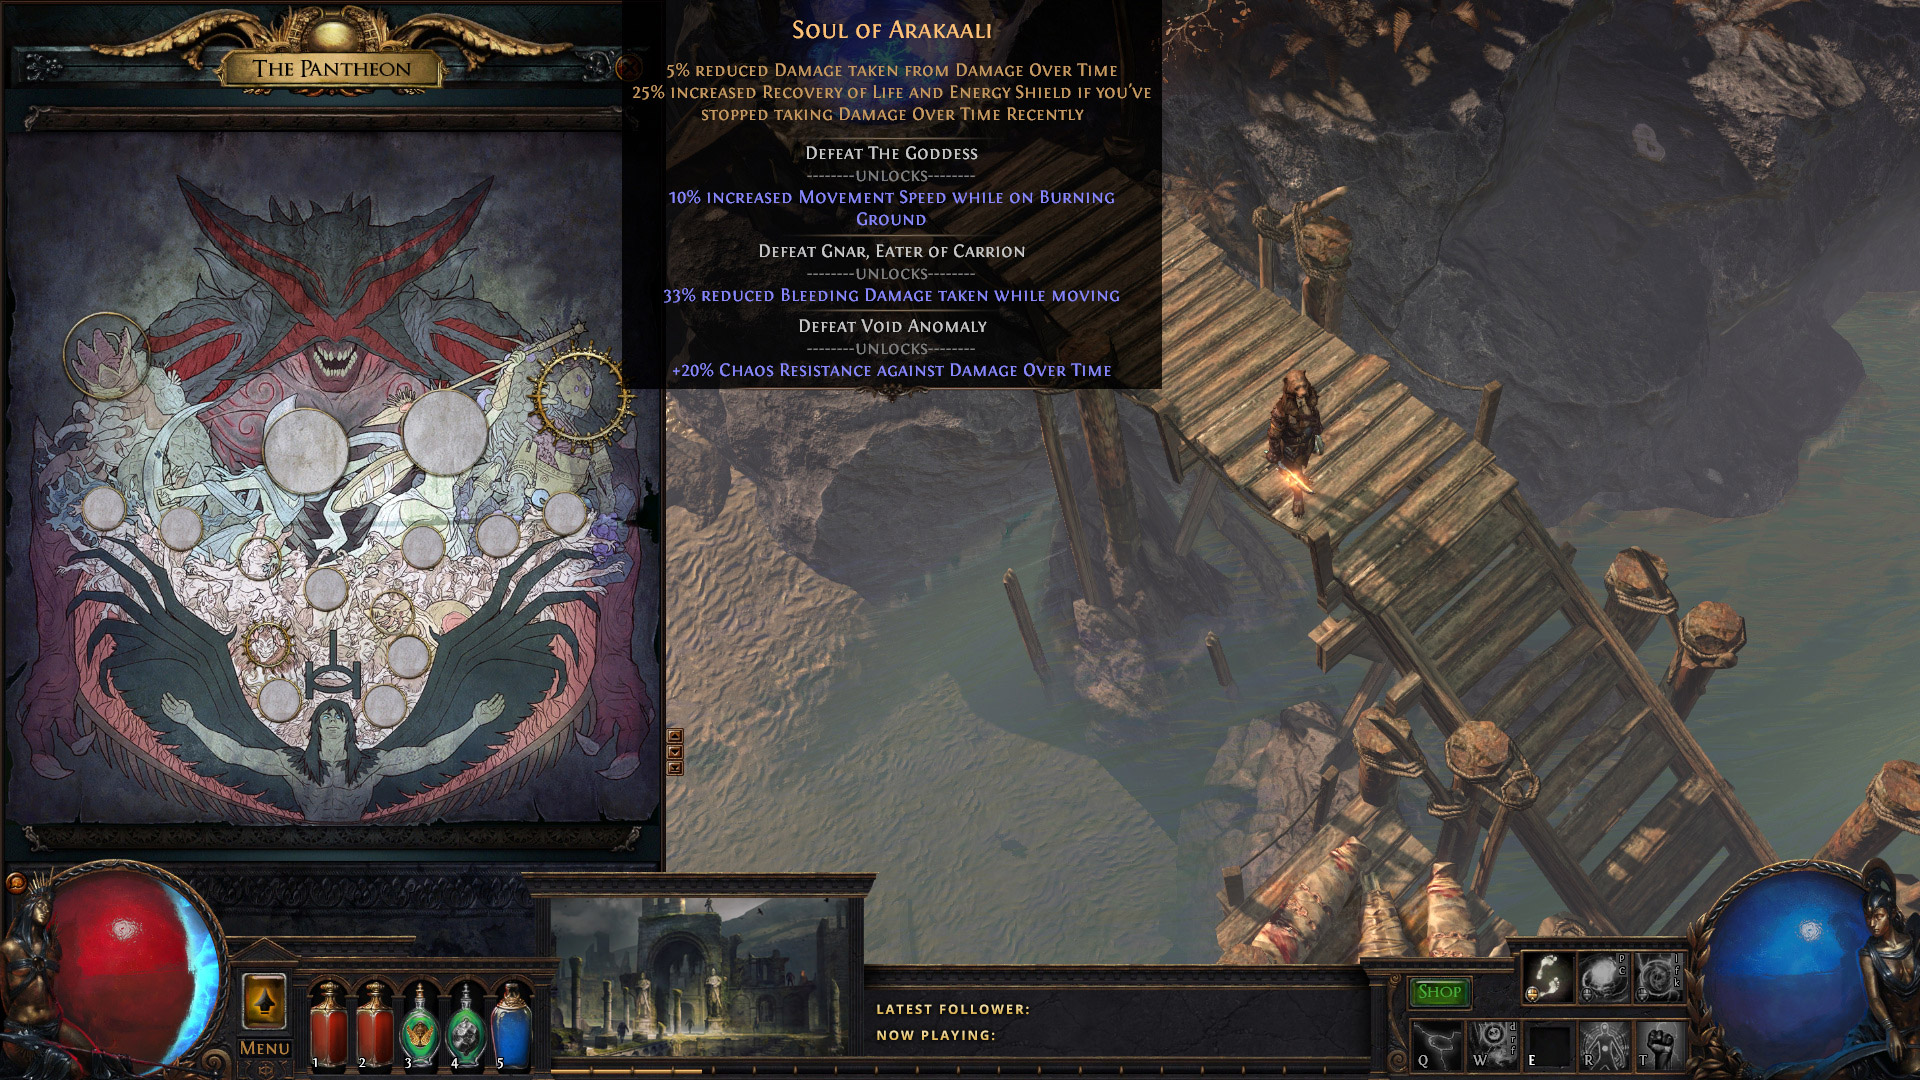 THE PANTHEON
SOUL OF ARAKAALI
5% REDUCED DAMAGE TAKEN FROM DAMAGE OVER TIME
25% INCREASED RECOVERY OF LIFE AND ENERGY SHIELD IF YOU'VE
STOPPED TAKING DAMAGE OVER TIME RECENTLY
DEFEAT THE GODDESS
--------UNLOCKS--------
10% INCREASED MOVEMENT SPEED WHILE ON BURNING
GROUND
DEFEAT GNAR, EATER OF CARRION
--------UNLOCKS--------
33% REDUCED BLEEDING DAMAGE TAKEN WHILE MOVING
DEFEAT VOID ANOMALY
--------UNLOCKS--------
+20% CHAOS RESISTANCE AGAINST DAMAGE OVER TIME
MENU
1 2 3 4 5
LATEST FOLLOWER:
NOW PLAYING:
SHOP
P
C
l
f
k
d
r
f
Q W E R T